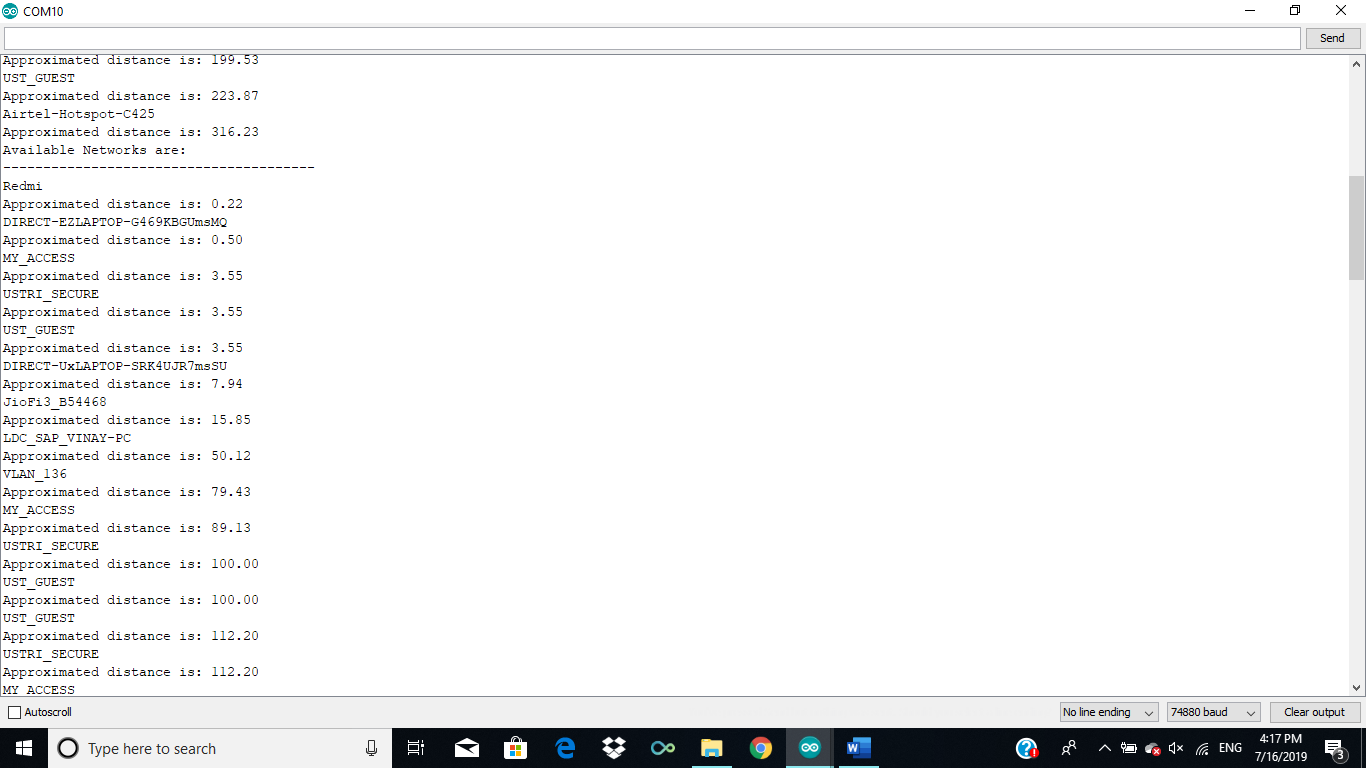 COM10
Send
Approximated distance is: 199.53
UST_GUEST
Approximated distance is: 223.87
Airtel-Hotspot-C425
Approximated distance is: 316.23
Available Networks are:
---------------------------------------
Redmi
Approximated distance is: 0.22
DIRECT-EZLAPTOP-G469KBGUmsMQ
Approximated distance is: 0.50
MY_ACCESS
Approximated distance is: 3.55
USTRI_SECURE
Approximated distance is: 3.55
UST_GUEST
Approximated distance is: 3.55
DIRECT-UxLAPTOP-SRK4UJR7msSU
Approximated distance is: 7.94
JioFi3_B54468
Approximated distance is: 15.85
LDC_SAP_VINAY-PC
Approximated distance is: 50.12
VLAN_136
Approximated distance is: 79.43
MY_ACCESS
Approximated distance is: 89.13
USTRI_SECURE
Approximated distance is: 100.00
UST_GUEST
Approximated distance is: 100.00
UST_GUEST
Approximated distance is: 112.20
USTRI_SECURE
Approximated distance is: 112.20
MY_ACCESS
Autoscroll No line ending 74880 baud Clear output
Type here to search ENG 4:17 PM
7/16/2019 3